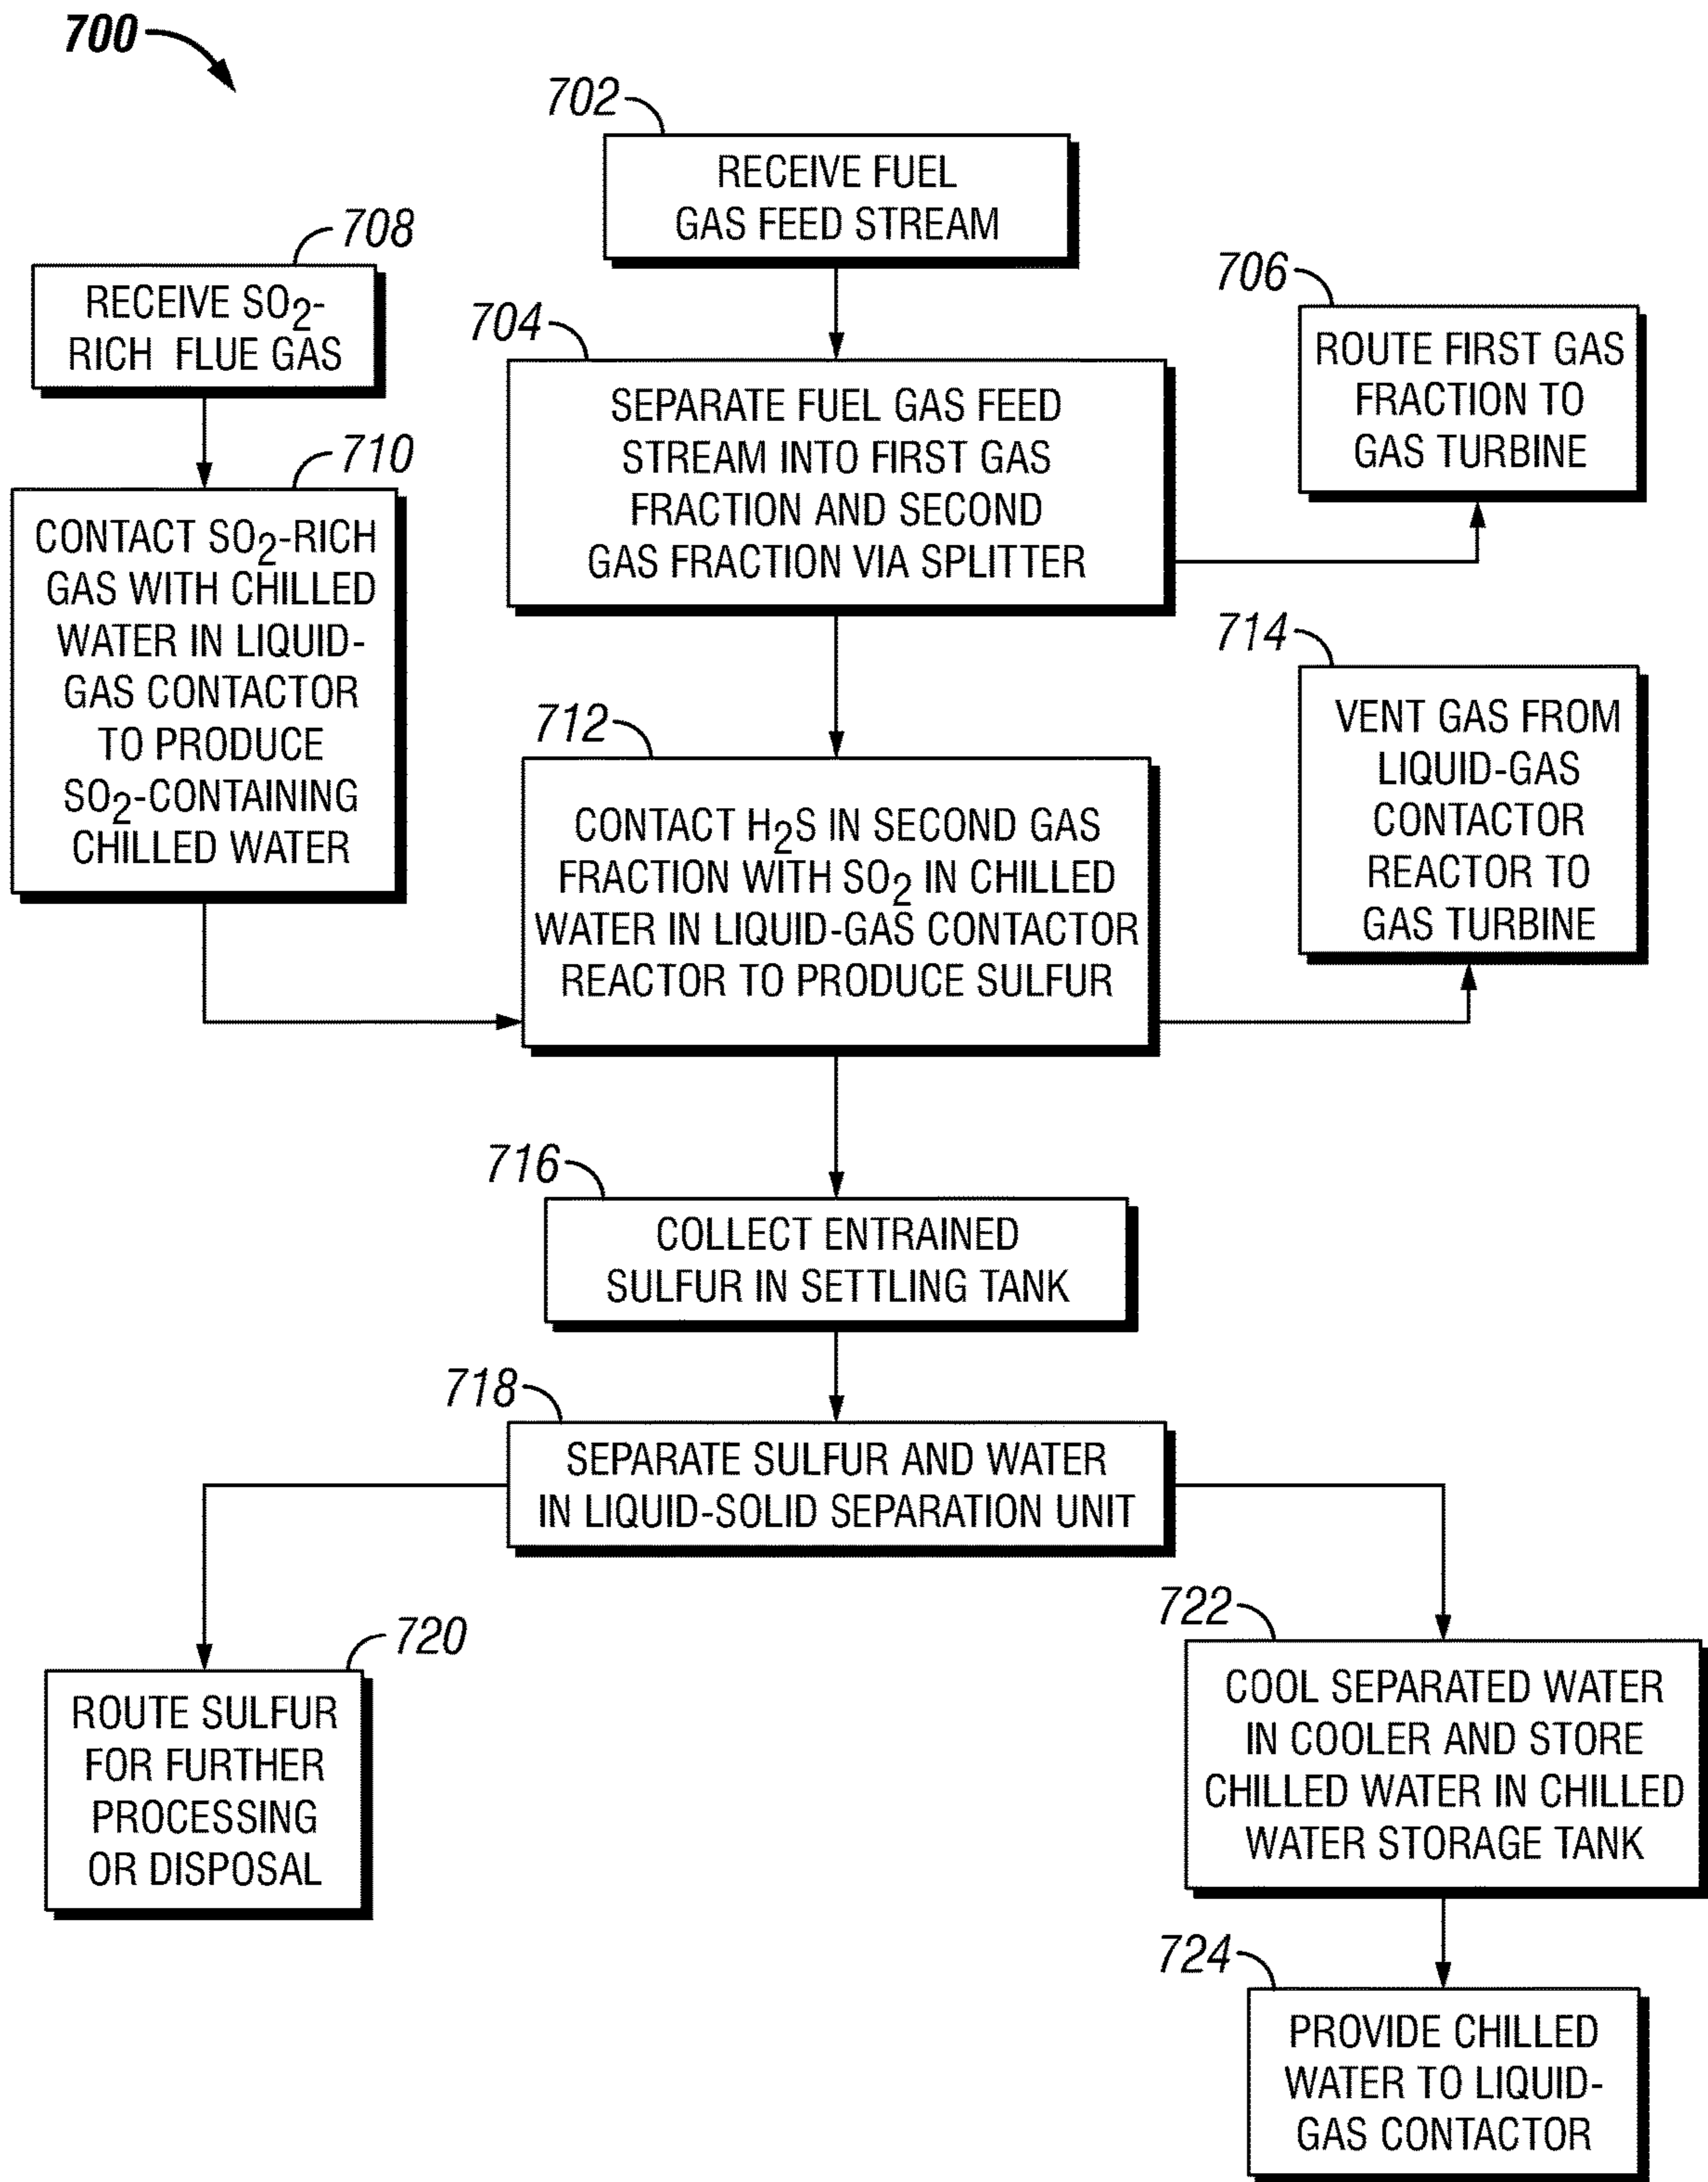 700
702
RECEIVE FUEL
GAS FEED STREAM
708
RECEIVE SO2-
RICH FLUE GAS
706
ROUTE FIRST GAS
FRACTION TO
GAS TURBINE
704
SEPARATE FUEL GAS FEED
STREAM INTO FIRST GAS
FRACTION AND SECOND
GAS FRACTION VIA SPLITTER
710
CONTACT SO2-RICH
GAS WITH CHILLED
WATER IN LIQUID-
GAS CONTACTOR
TO PRODUCE
SO2-CONTAINING
CHILLED WATER
714
VENT GAS FROM
LIQUID-GAS
CONTACTOR
REACTOR TO
GAS TURBINE
712
CONTACT H2S IN SECOND GAS
FRACTION WITH SO2 IN CHILLED
WATER IN LIQUID-GAS CONTACTOR
REACTOR TO PRODUCE SULFUR
716
COLLECT ENTRAINED
SULFUR IN SETTLING TANK
718
SEPARATE SULFUR AND WATER
IN LIQUID-SOLID SEPARATION UNIT
720
ROUTE SULFUR
FOR FURTHER
PROCESSING
OR DISPOSAL
722
COOL SEPARATED WATER
IN COOLER AND STORE
CHILLED WATER IN CHILLED
WATER STORAGE TANK
724
PROVIDE CHILLED
WATER TO LIQUID-
GAS CONTACTOR